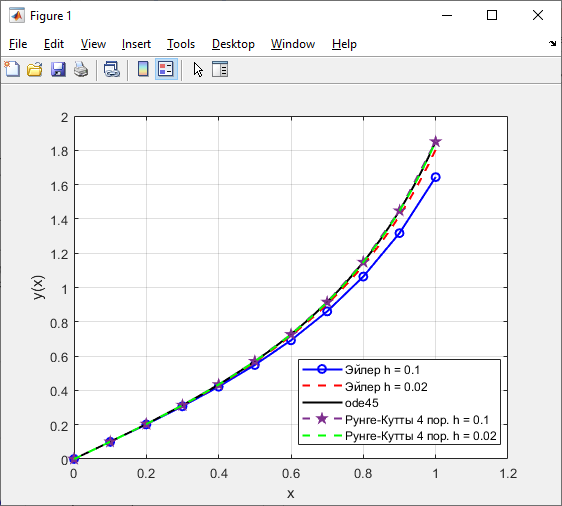 Figure 1
File Edit View Insert Tools Desktop Window Help
2
1.8
1.6
1.4
1.2
1
0.8
0.6
0.4
0.2
0
y(x)
Эйлер h = 0.1
Эйлер h = 0.02
ode45
Рунге-Кутты 4 пор. h = 0.1
Рунге-Кутты 4 пор. h = 0.02
0 0.2 0.4 0.6 0.8 1 1.2
x